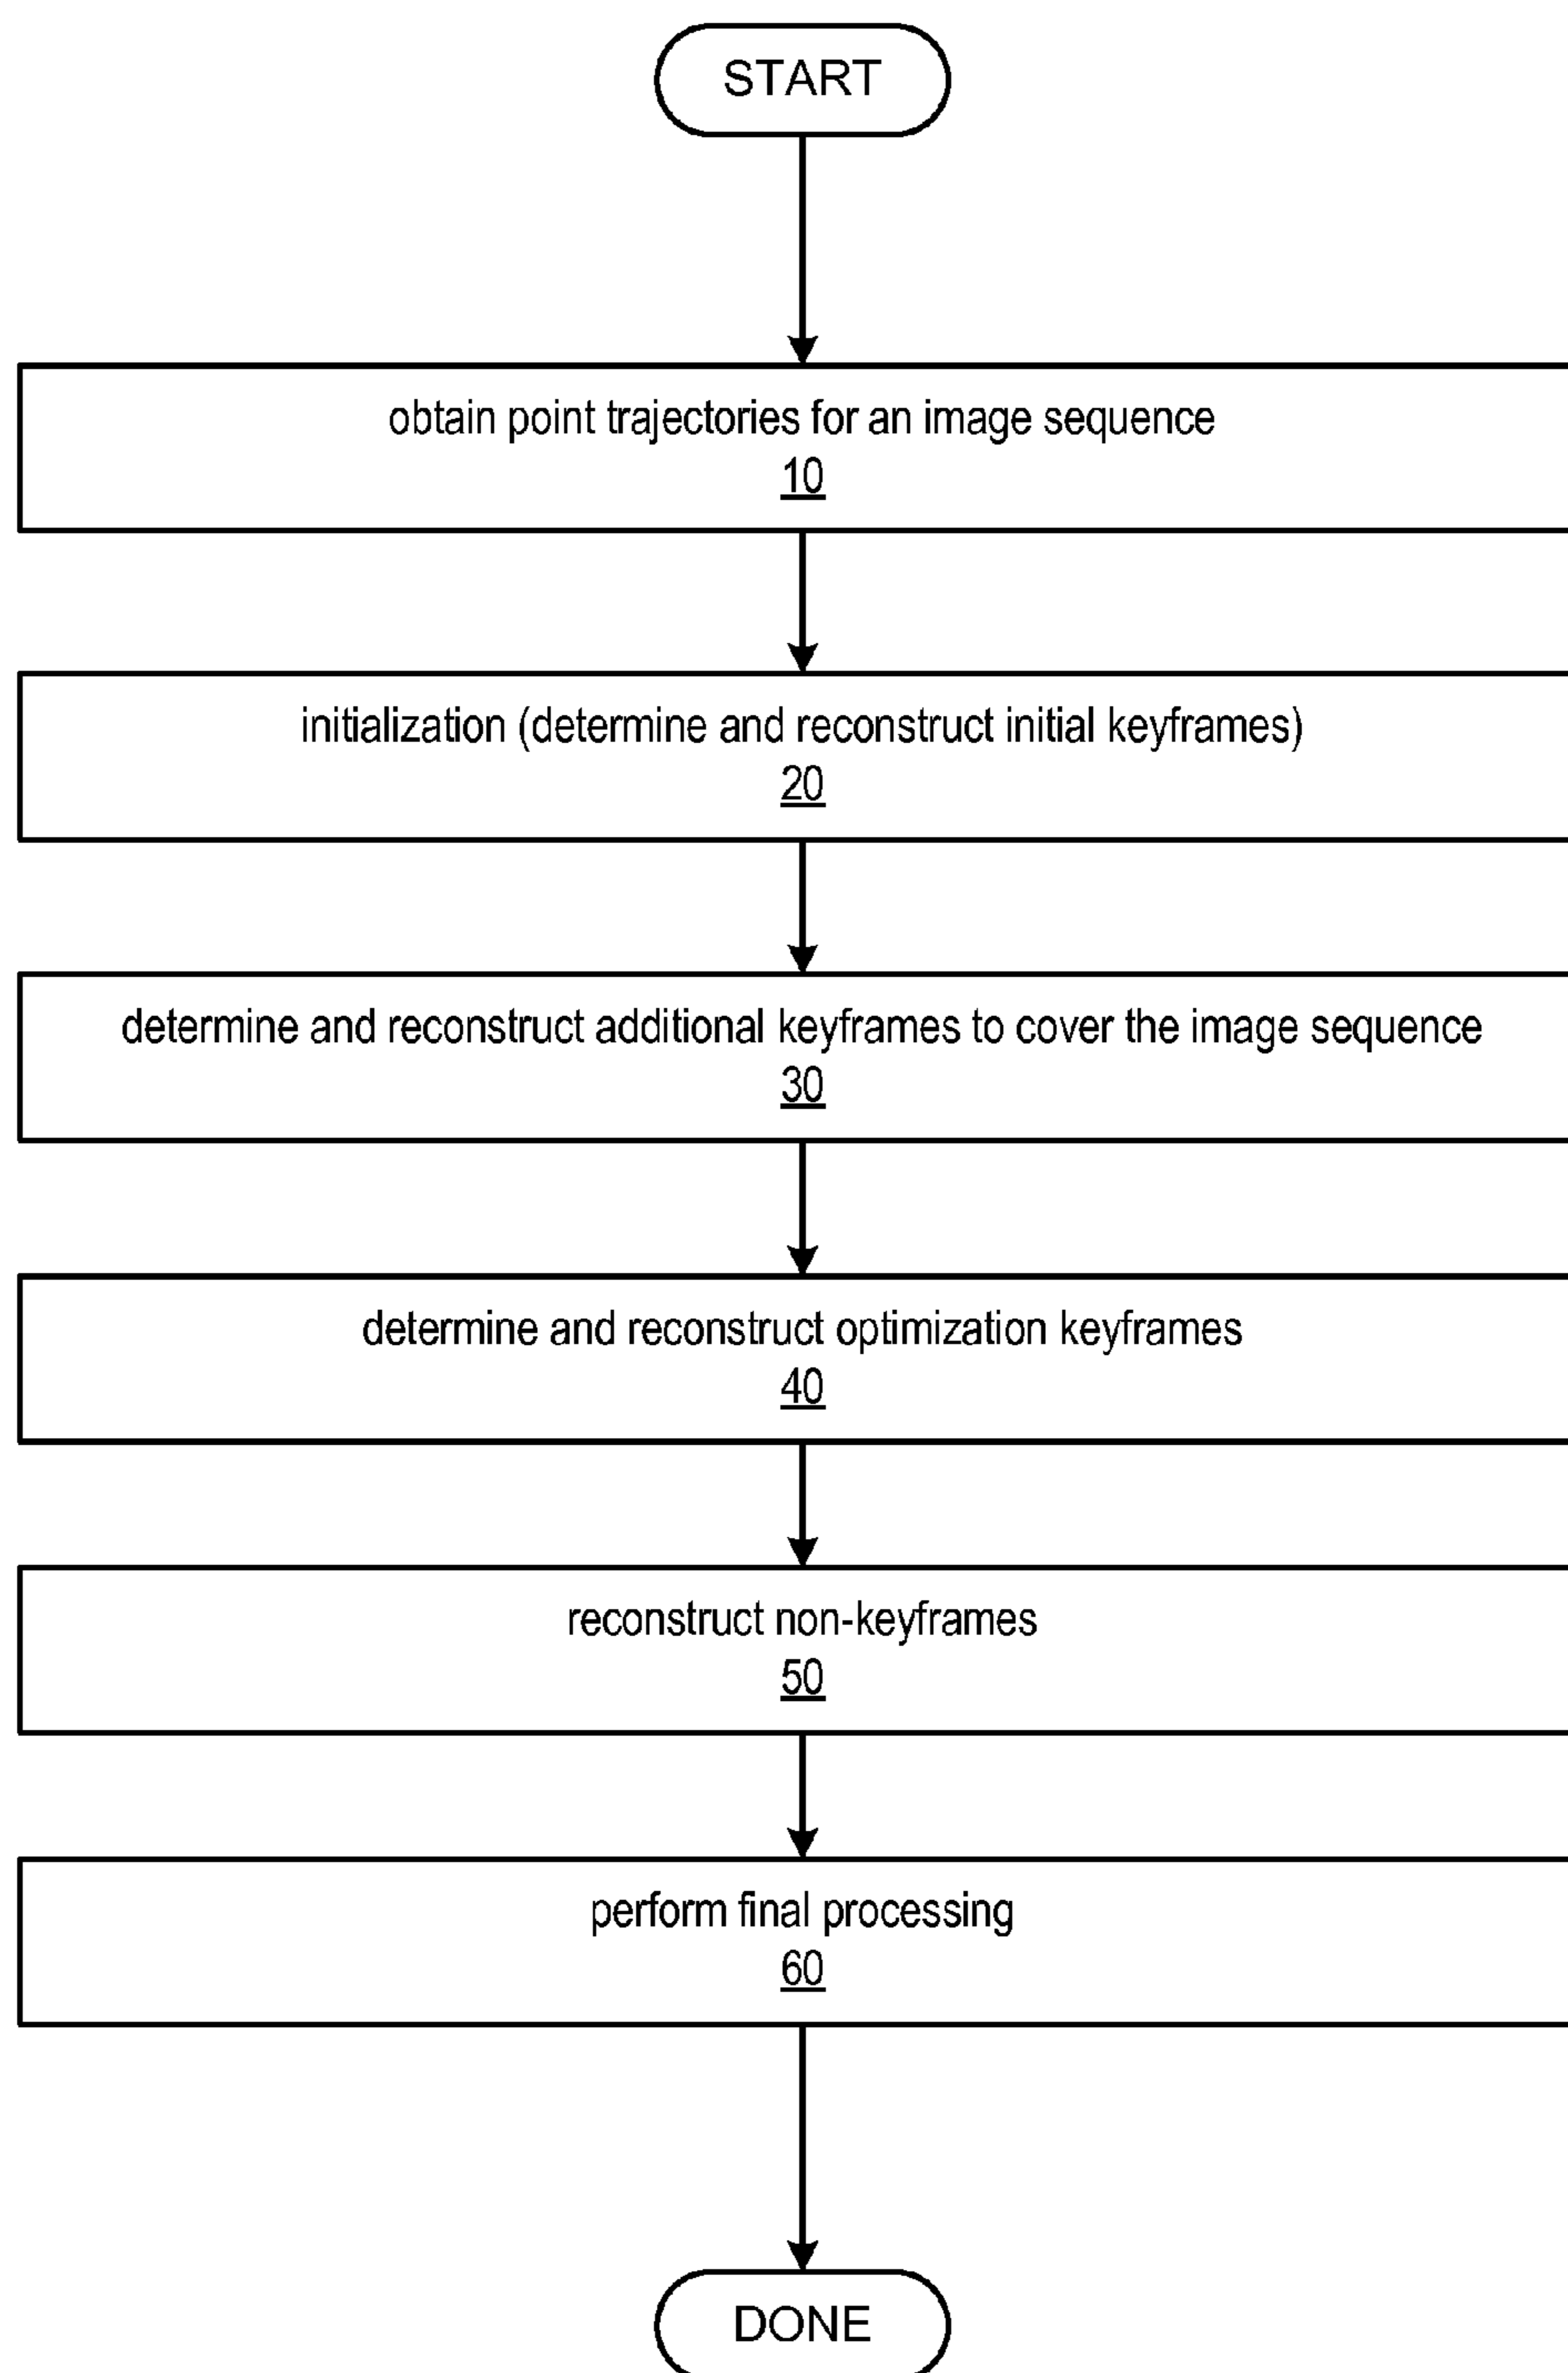 START
obtain point trajectories for an image sequence
10
initialization (determine and reconstruct initial keyframes)
20
determine and reconstruct additional keyframes to cover the image sequence
30
determine and reconstruct optimization keyframes
40
reconstruct non-keyframes
50
perform final processing
60
DONE